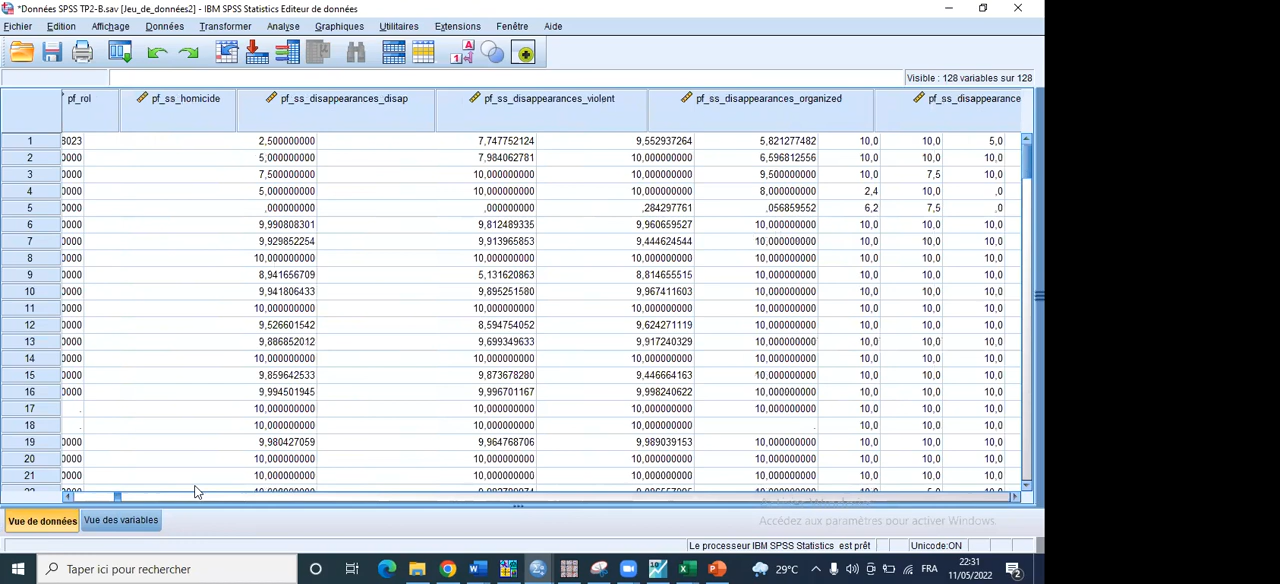 *Données SPSS TP2-B.sav [Jeu_de_données2] - IBM SPSS Statistics Editeur de données
Fichier Edition Affichage Données Transformer Analyse Graphiques Utilitaires Extensions Fenêtre Aide
Visible : 128 variables sur 128
pf_rol pf_ss_homicide pf_ss_disappearances_disap pf_ss_disappearances_violent pf_ss_disappearances_organized pf_ss_disappearance
1 3023 2,500000000 7,747752124 9,552937264 5,821277482 10,0 10,0 5,0
2 0000 5,000000000 7,984062781 10,000000000 6,596812556 10,0 10,0 10,0
3 0000 7,500000000 10,000000000 10,000000000 9,500000000 10,0 7,5 10,0
4 0000 5,000000000 10,000000000 10,000000000 8,000000000 2,4 10,0 ,0
5 0000 ,000000000 ,000000000 ,284297761 ,056859552 6,2 7,5 ,0
6 0000 9,990808301 9,812489335 9,960659527 10,000000000 10,0 10,0 10,0
7 0000 9,929852254 9,913965853 9,444624544 10,000000000 10,0 10,0 10,0
8 0000 10,000000000 10,000000000 10,000000000 10,000000000 10,0 10,0 10,0
9 0000 8,941656709 5,131620863 8,814655515 10,000000000 10,0 10,0 10,0
10 0000 9,941806433 9,895251580 9,967411603 10,000000000 10,0 10,0 10,0
11 0000 10,000000000 10,000000000 10,000000000 10,000000000 10,0 10,0 10,0
12 0000 9,526601542 8,594754052 9,624271119 10,000000000 10,0 10,0 10,0
13 0000 9,886852012 9,699349633 9,917240329 10,000000000 10,0 10,0 10,0
14 0000 10,000000000 10,000000000 10,000000000 10,000000000 10,0 10,0 10,0
15 0000 9,859642533 9,873678280 9,446664163 10,000000000 10,0 10,0 10,0
16 0000 9,994501945 9,996701167 9,998240622 10,000000000 10,0 10,0 10,0
17 . 10,000000000 10,000000000 10,000000000 10,000000000 10,0 10,0 10,0
18 . 10,000000000 10,000000000 10,000000000 . 10,0 10,0 10,0
19 0000 9,980427059 9,964768706 9,989039153 10,000000000 10,0 10,0 10,0
20 0000 10,000000000 10,000000000 10,000000000 10,000000000 10,0 10,0 10,0
21 0000 10,000000000 10,000000000 10,000000000 10,000000000 10,0 10,0 10,0
Vue de données Vue des variables
Accédez aux paramètres pour activer Windows.
Le processeur IBM SPSS Statistics est prêt Unicode:ON
Taper ici pour rechercher 29°C FRA 22:31
11/05/2022 2